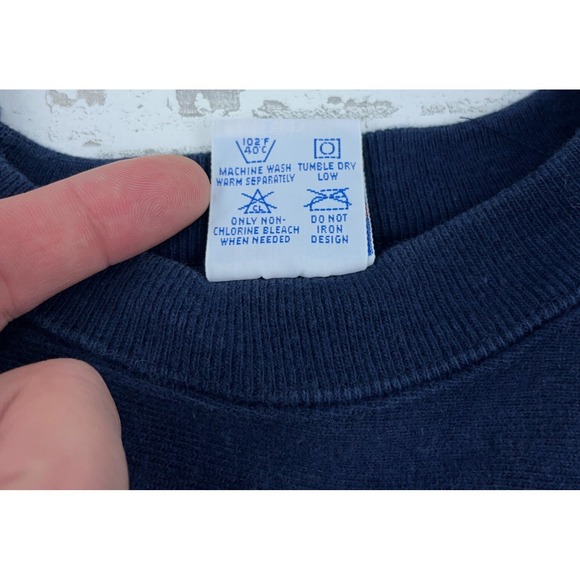 102°F
40°C
MACHINE WASH
WARM SEPARATELY
TUMBLE DRY
LOW
CL
ONLY NON-
CHLORINE BLEACH
WHEN NEEDED
DO NOT
IRON
DESIGN